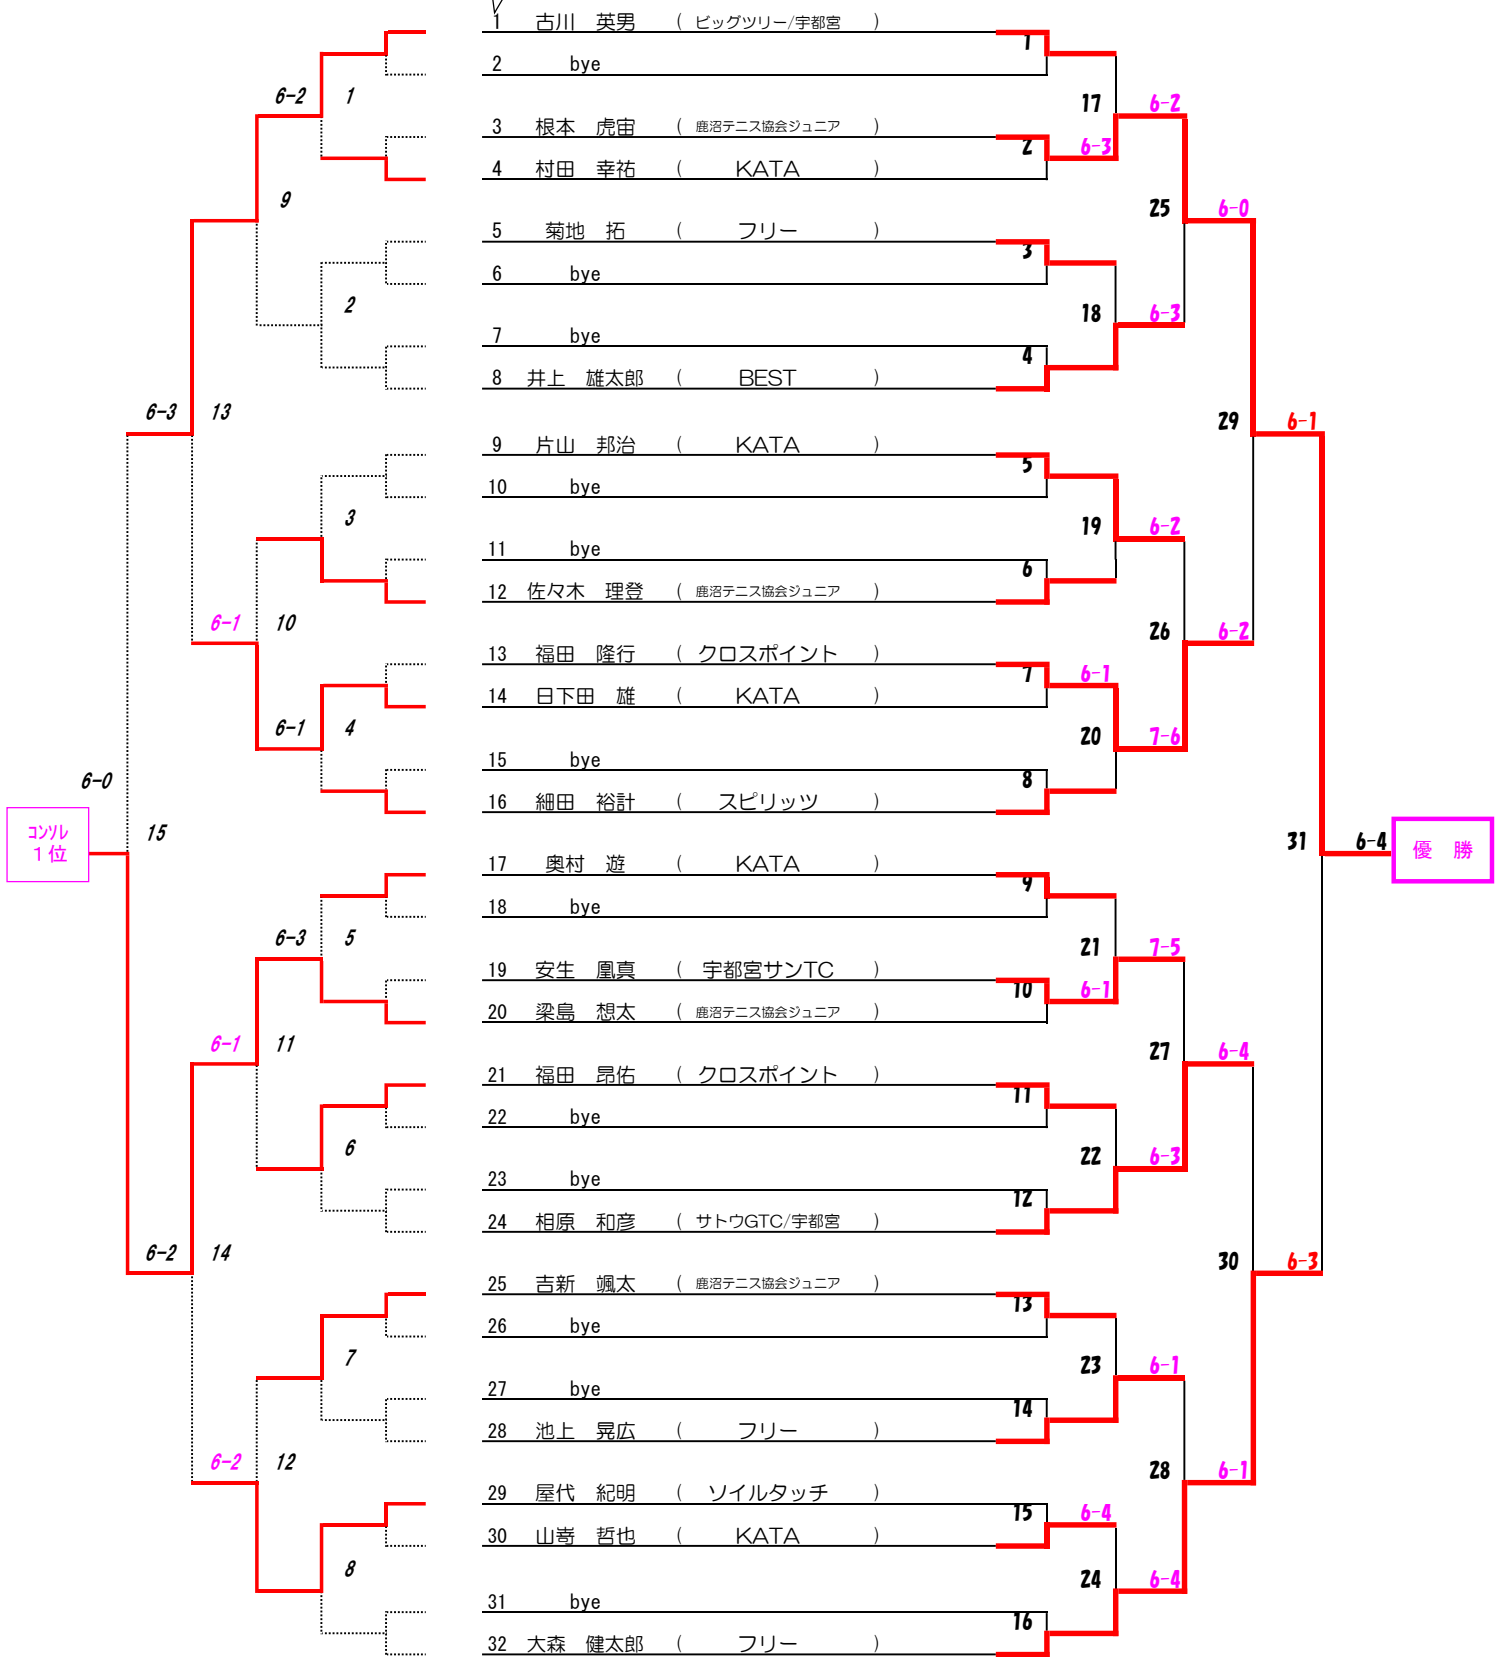 1 古川 英男 ( ビッグツリー/宇都宮 )
1
2 bye
6-2 1 17 6-2
3 根本 虎宙 ( 鹿沼テニス協会ジュニア )
2 6-3
4 村田 幸祐 ( KATA )
9 25 6-0
5 菊地 拓 ( フリー )
3
6 bye
2 18 6-3
7 bye
4
8 井上 雄太郎 ( BEST )
6-3 13 29 6-1
9 片山 邦治 ( KATA )
5
10 bye
3 19 6-2
11 bye
6
12 佐々木 理登 ( 鹿沼テニス協会ジュニア )
6-1 10 26 6-2
13 福田 隆行 ( クロスポイント )
7 6-1
14 日下田 雄 ( KATA )
6-1 4 20 7-6
15 bye
8
16 細田 裕計 ( スピリッツ )
6-0
コンソレ
1位
15 31 6-4 優 勝
17 奥村 遊 ( KATA )
9
18 bye
6-3 5 21 7-5
19 安生 凰真 ( 宇都宮サンTC )
10 6-1
20 梁島 想太 ( 鹿沼テニス協会ジュニア )
6-1 11 27 6-4
21 福田 昂佑 ( クロスポイント )
11
22 bye
6 22 6-3
23 bye
12
24 相原 和彦 ( サトウGTC/宇都宮 )
6-2 14 30 6-3
25 吉新 颯太 ( 鹿沼テニス協会ジュニア )
13
26 bye
7 23 6-1
27 bye
14
28 池上 晃広 ( フリー )
6-2 12 28 6-1
29 屋代 紀明 ( ソイルタッチ )
15 6-4
30 山嵜 哲也 ( KATA )
8 24 6-4
31 bye
16
32 大森 健太郎 ( フリー )